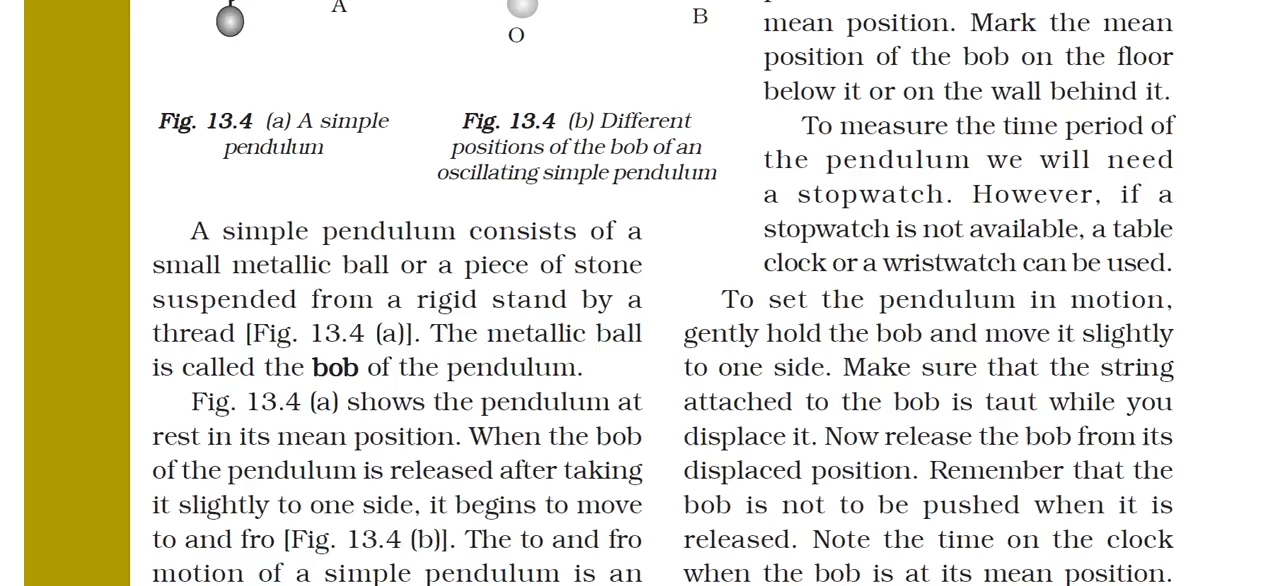 A
O
B
Fig. 13.4 (a) A simple
pendulum
Fig. 13.4 (b) Different
positions of the bob of an
oscillating simple pendulum
A simple pendulum consists of a
small metallic ball or a piece of stone
suspended from a rigid stand by a
thread [Fig. 13.4 (a)]. The metallic ball
is called the bob of the pendulum.
Fig. 13.4 (a) shows the pendulum at
rest in its mean position. When the bob
of the pendulum is released after taking
it slightly to one side, it begins to move
to and fro [Fig. 13.4 (b)]. The to and fro
motion of a simple pendulum is an
mean position. Mark the mean
position of the bob on the floor
below it or on the wall behind it.
To measure the time period of
the pendulum we will need
a stopwatch. However, if a
stopwatch is not available, a table
clock or a wristwatch can be used.
To set the pendulum in motion,
gently hold the bob and move it slightly
to one side. Make sure that the string
attached to the bob is taut while you
displace it. Now release the bob from its
displaced position. Remember that the
bob is not to be pushed when it is
released. Note the time on the clock
when the bob is at its mean position.